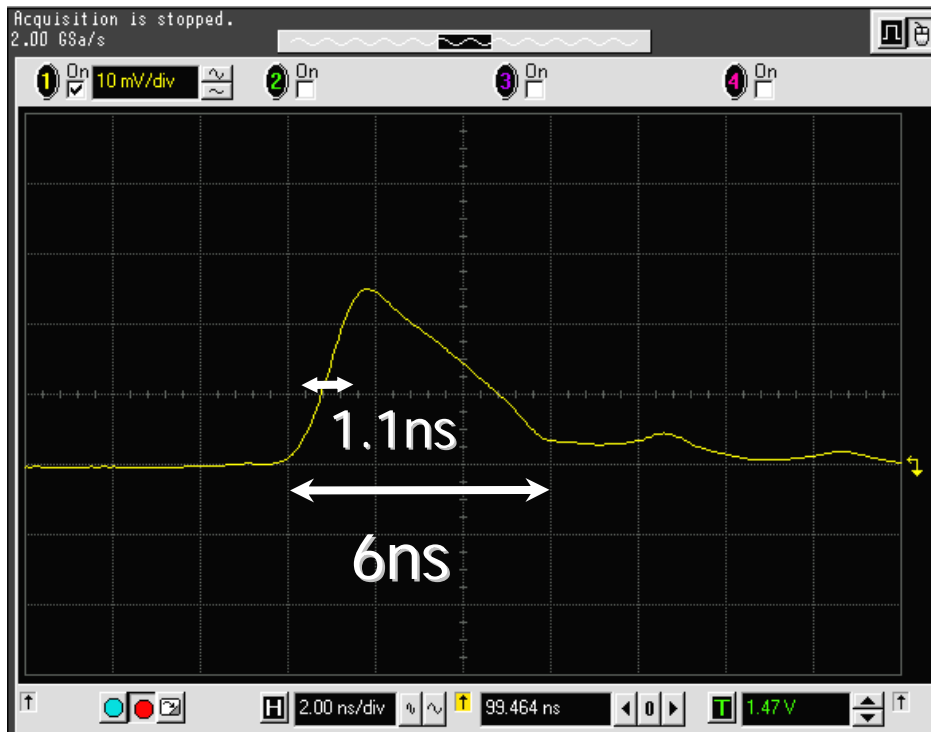 Acquisition is stopped.
2.00 GSa/s
1 On 10 mV/div 2 On 3 On 4 On
1.1ns
6ns
H 2.00 ns/div 99.464 ns 0 T 1.47 V